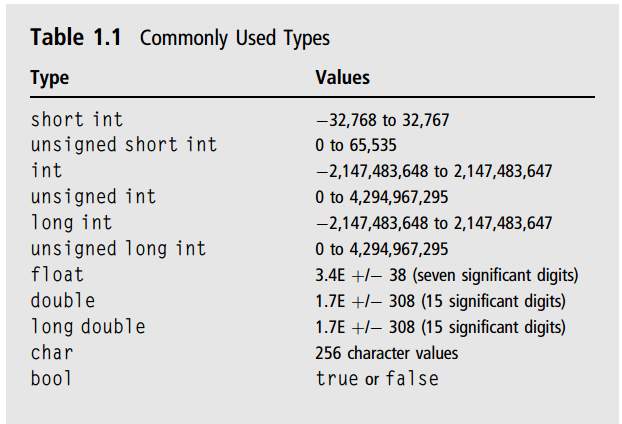 Table 1.1 Commonly Used Types
Type Values
short int −32,768 to 32,767
unsigned short int 0 to 65,535
int −2,147,483,648 to 2,147,483,647
unsigned int 0 to 4,294,967,295
long int −2,147,483,648 to 2,147,483,647
unsigned long int 0 to 4,294,967,295
float 3.4E +/− 38 (seven significant digits)
double 1.7E +/− 308 (15 significant digits)
long double 1.7E +/− 308 (15 significant digits)
char 256 character values
bool true or false